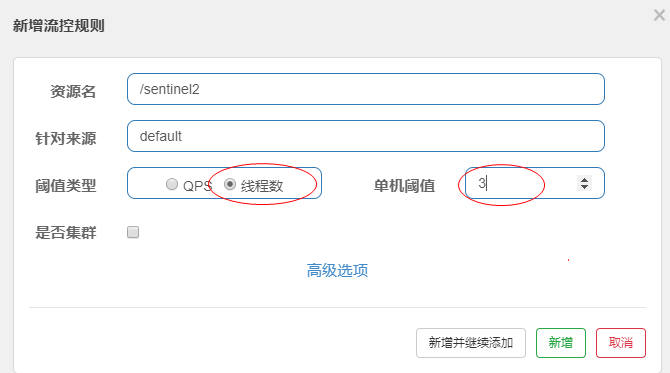 新增流控规则
×
资源名 /sentinel2
针对来源 default
阈值类型 QPS 线程数 单机阈值 3
是否集群
高级选项
新增并继续添加 新增 取消